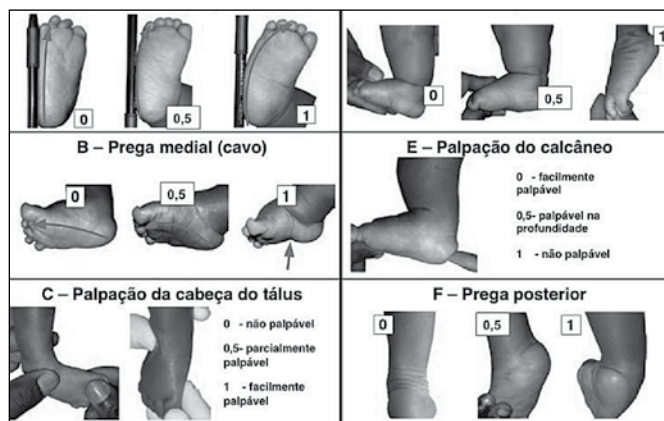 0
0,5
1
0
0,5
1
B – Prega medial (cavo)
0
0,5
1
E – Palpação do calcâneo
0 - facilmente
palpável
0,5- palpável na
profundidade
1 - não palpável
C – Palpação da cabeça do tálus
0 - não palpável
0,5- parcialmente
palpável
1 - facilmente
palpável
F – Prega posterior
0
0,5
1